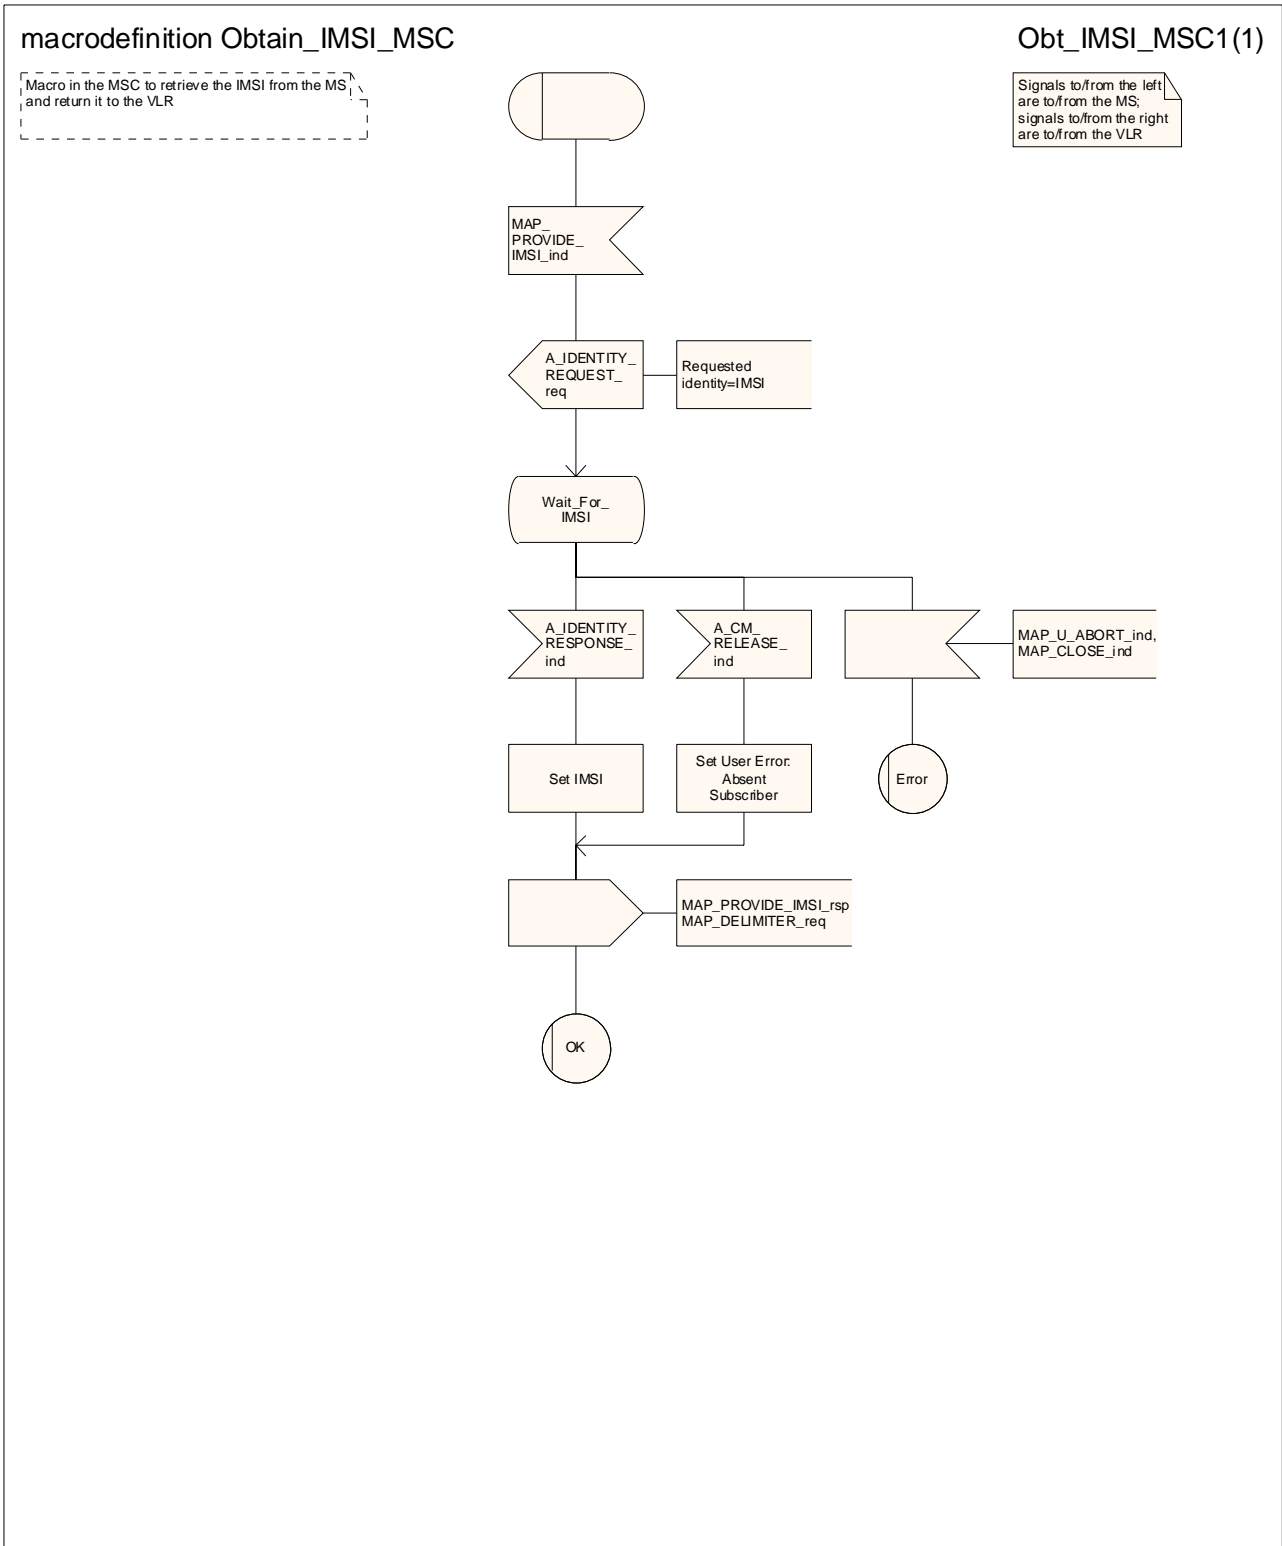 macrodefinition Obtain_IMSI_MSC
Obt_IMSI_MSC1(1)
Macro in the MSC to retrieve the IMSI from the MS
and return it to the VLR
Signals to/from the left
are to/from the MS;
signals to/from the right
are to/from the VLR
MAP_
PROVIDE_
IMSI_ind
A_IDENTITY_
REQUEST_
req
Requested
identity=IMSI
Wait_For_
IMSI
A_IDENTITY_
RESPONSE_
ind
A_CM_
RELEASE_
ind
MAP_U_ABORT_ind,
MAP_CLOSE_ind
Set IMSI
Set User Error:
Absent
Subscriber
Error
MAP_PROVIDE_IMSI_rsp
MAP_DELIMITER_req
OK